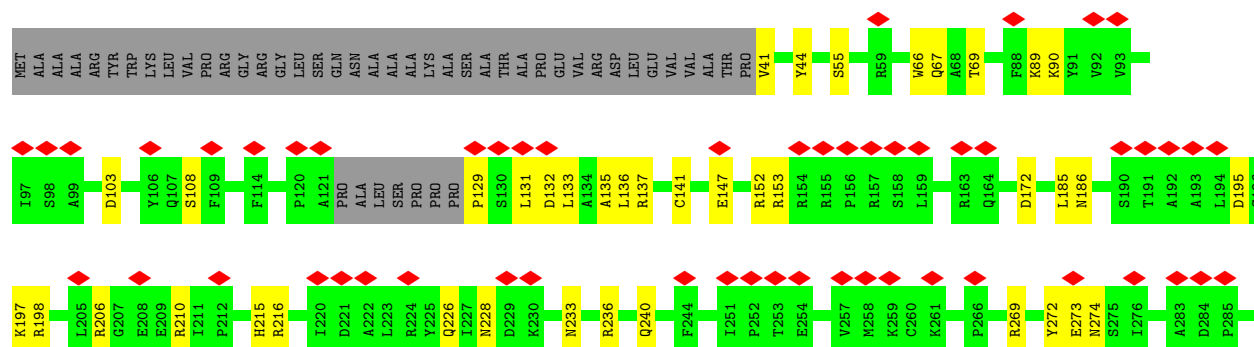 MET ALA ALA ALA ARG TYR TRP LYS LEU VAL PRO ARG GLY ARG GLY LEU SER GLN ASN ALA ALA ALA LYS ALA SER ALA THR ALA PRO GLU VAL ARG ASP LEU GLU VAL VAL ALA THR PRO V41 Y44 S55 R59 W66 Q67 A68 T69 F88 K89 K90 Y91 V92 V93
I97 S98 A99 D103 Y106 Q107 S108 F109 F114 P120 A121 PRO ALA LEU SER PRO PRO PRO P129 S130 L131 D132 L133 A134 A135 L136 R137 C141 E147 R152 R153 R154 R155 P156 R157 S158 L159 R163 Q164 D172 L185 N186 S190 T191 A192 A193 L194 D195
K197 R198 L205 R206 G207 E208 E209 R210 I211 P212 H215 R216 I220 D221 A222 L223 R224 Y225 Q226 I227 N228 D229 K230 N233 R236 Q240 F244 I251 P252 T253 E254 V257 M258 K259 C260 K261 P266 R269 Y272 E273 N274 S275 I276 A283 D284 P285